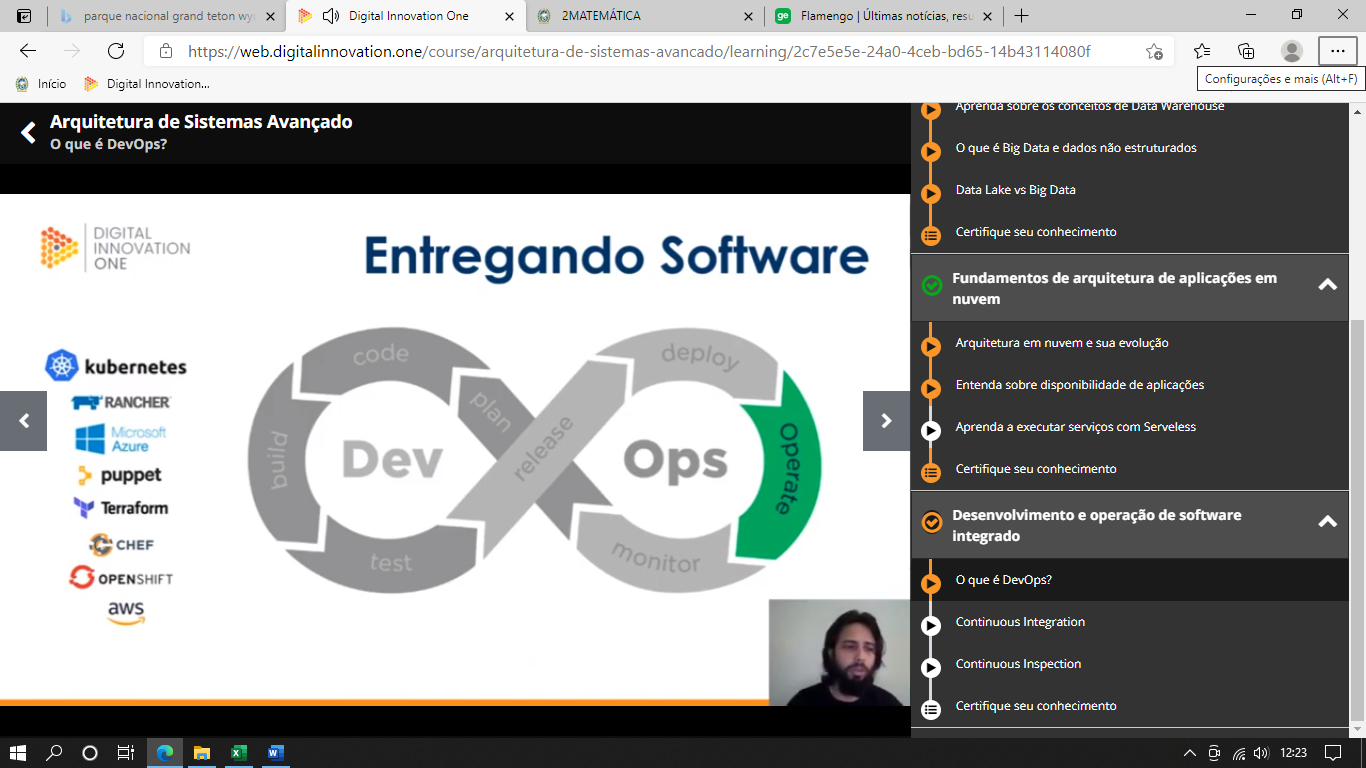 parque nacional grand teton wy
Digital Innovation One
2MATEMÁTICA
ge
Flamengo | Últimas notícias, resu
https://web.digitalinnovation.one/course/arquitetura-de-sistemas-avancado/learning/2c7e5e5e-24a0-4ceb-bd65-14b43114080f
Configurações e mais (Alt+F)
Início
Digital Innovation...
Arquitetura de Sistemas Avançado
O que é DevOps?
DIGITAL
INNOVATION
ONE
Entregando Software
kubernetes
RANCHER
Microsoft
Azure
puppet
Terraform
CHEF
OPENSHIFT
aws
code
build
plan
test
Dev
release
deploy
Ops
Operate
monitor
Aprenda sobre os conceitos de Data Warehouse
O que é Big Data e dados não estruturados
Data Lake vs Big Data
Certifique seu conhecimento
Fundamentos de arquitetura de aplicações em
nuvem
Arquitetura em nuvem e sua evolução
Entenda sobre disponibilidade de aplicações
Aprenda a executar serviços com Serveless
Certifique seu conhecimento
Desenvolvimento e operação de software
integrado
O que é DevOps?
Continuous Integration
Continuous Inspection
Certifique seu conhecimento
12:23